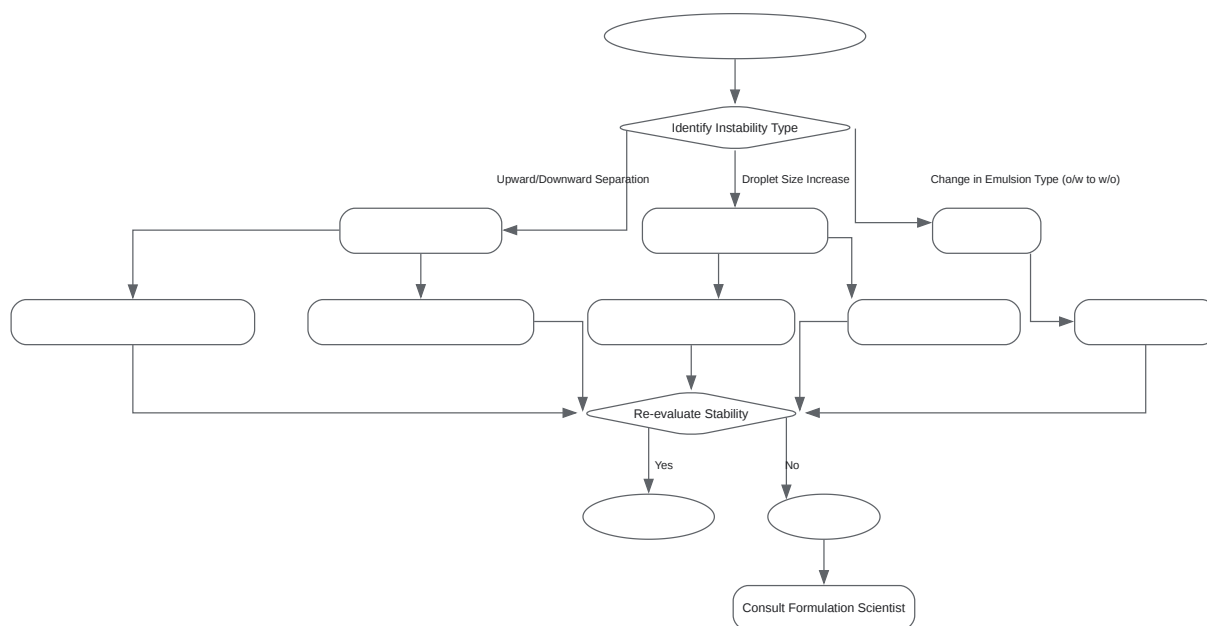 Identify Instability Type
Upward/Downward Separation
Droplet Size Increase
Change in Emulsion Type (o/w to w/o)
Re-evaluate Stability
Yes
No
Consult Formulation Scientist